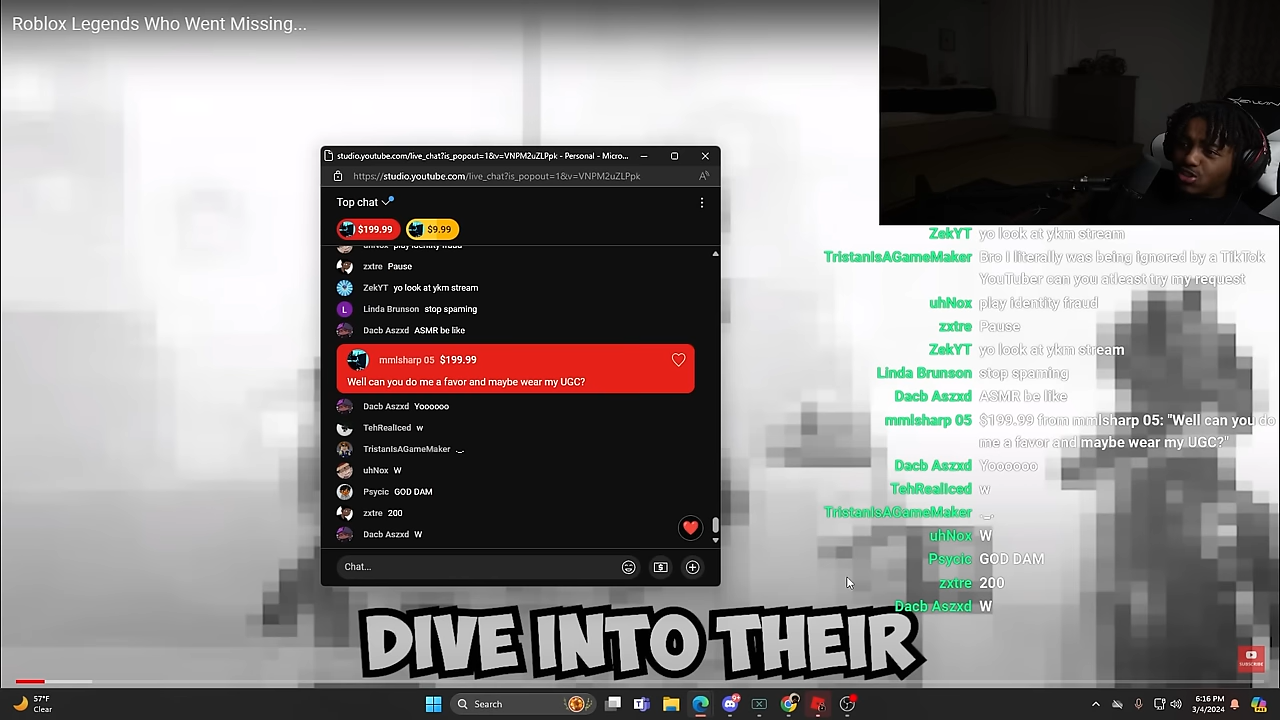 Roblox Legends Who Went Missing...
studio.youtube.com/live_chat?is_popout=1&v=VNPM2uZLPpk - Personal - Micro...
https://studio.youtube.com/live_chat?is_popout=1&v=VNPM2uZLPpk
Top chat
$199.99 $9.99
uhNox play identity fraud
zxtre Pause
ZekYT yo look at ykm stream
L Linda Brunson stop spaming
Dacb Aszxd ASMR be like
mmlsharp 05 $199.99
Well can you do me a favor and maybe wear my UGC?
Dacb Aszxd Yoooooo
TehRealIced w
TristanIsAGameMaker ._.
uhNox W
Psycic GOD DAM
zxtre 200
Dacb Aszxd W
Chat...
ZekYT yo look at ykm stream
TristanIsAGameMaker Bro I literally was being ignored by a TikTok
YouTuber can you atleast try my request
uhNox play identity fraud
zxtre Pause
ZekYT yo look at ykm stream
Linda Brunson stop spaming
Dacb Aszxd ASMR be like
mmlsharp 05 $199.99 from mmlsharp 05: "Well can you do
me a favor and maybe wear my UGC?"
Dacb Aszxd Yoooooo
TehRealIced w
TristanIsAGameMaker ._.
uhNox W
Psycic GOD DAM
zxtre 200
Dacb Aszxd W
DIVE INTO THEIR
SUBSCRIBE
57°F
Clear
Search
6:16 PM
3/4/2024